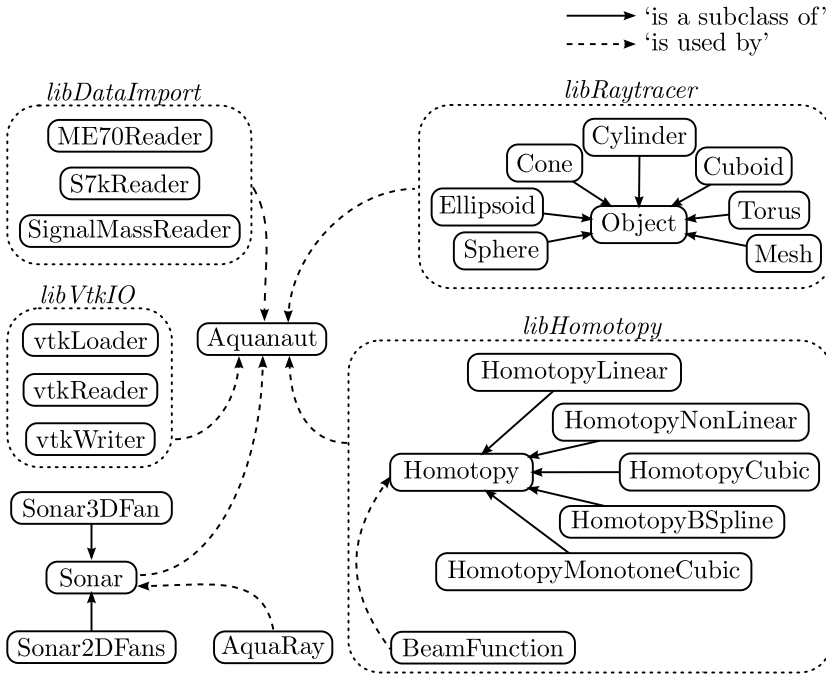 ‘is a subclass of’
‘is used by’
libDataImport
ME70Reader
S7kReader
SignalMassReader
libRaytracer
Cylinder
Cone
Cuboid
Ellipsoid
Object
Torus
Sphere
Mesh
libVtkIO
vtkLoader
vtkReader
vtkWriter
Aquanaut
libHomotopy
HomotopyLinear
HomotopyNonLinear
Homotopy
HomotopyCubic
HomotopyBSpline
HomotopyMonotoneCubic
BeamFunction
Sonar3DFan
Sonar
Sonar2DFans
AquaRay